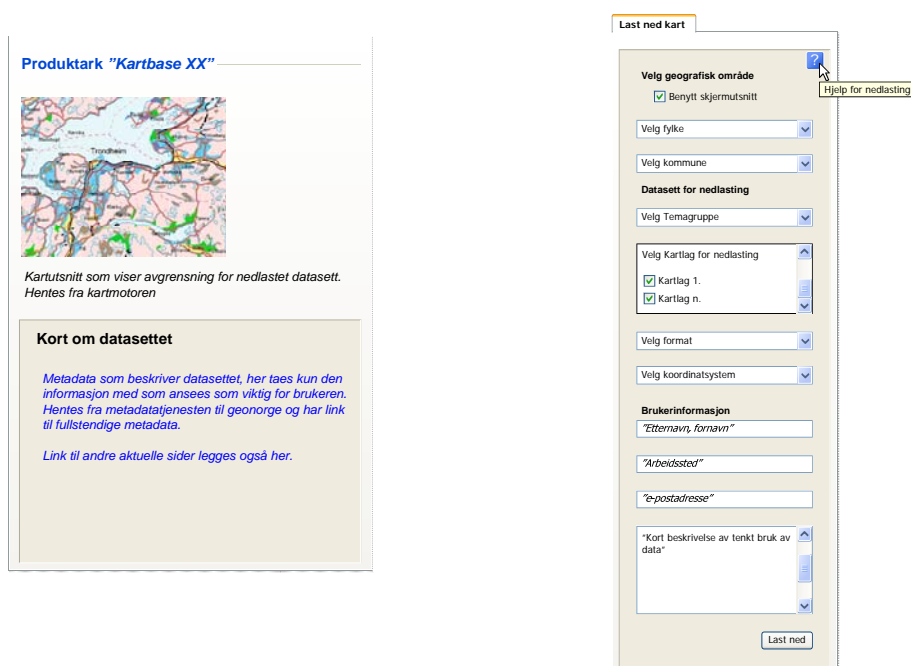 Produktark "Kartbase XX"
Trondheim
Kartutsnitt som viser avgrensning for nedlastet datasett.
Hentes fra kartmotoren
Kort om datasettet
Metadata som beskriver datasettet, her taes kun den
informasjon med som ansees som viktig for brukeren.
Hentes fra metadatatjenesten til geonorge og har link
til fullstendige metadata.
Link til andre aktuelle sider legges også her.
Last ned kart
?
Hjelp for nedlasting
Velg geografisk område
Benytt skjermutsnitt
Velg fylke
Velg kommune
Datasett for nedlasting
Velg Temagruppe
Velg Kartlag for nedlasting
Kartlag 1.
Kartlag n.
Velg format
Velg koordinatsystem
Brukerinformasjon
"Etternavn, fornavn"
"Arbeidssted"
"e-postadresse"
"Kort beskrivelse av tenkt bruk av
data"
Last ned